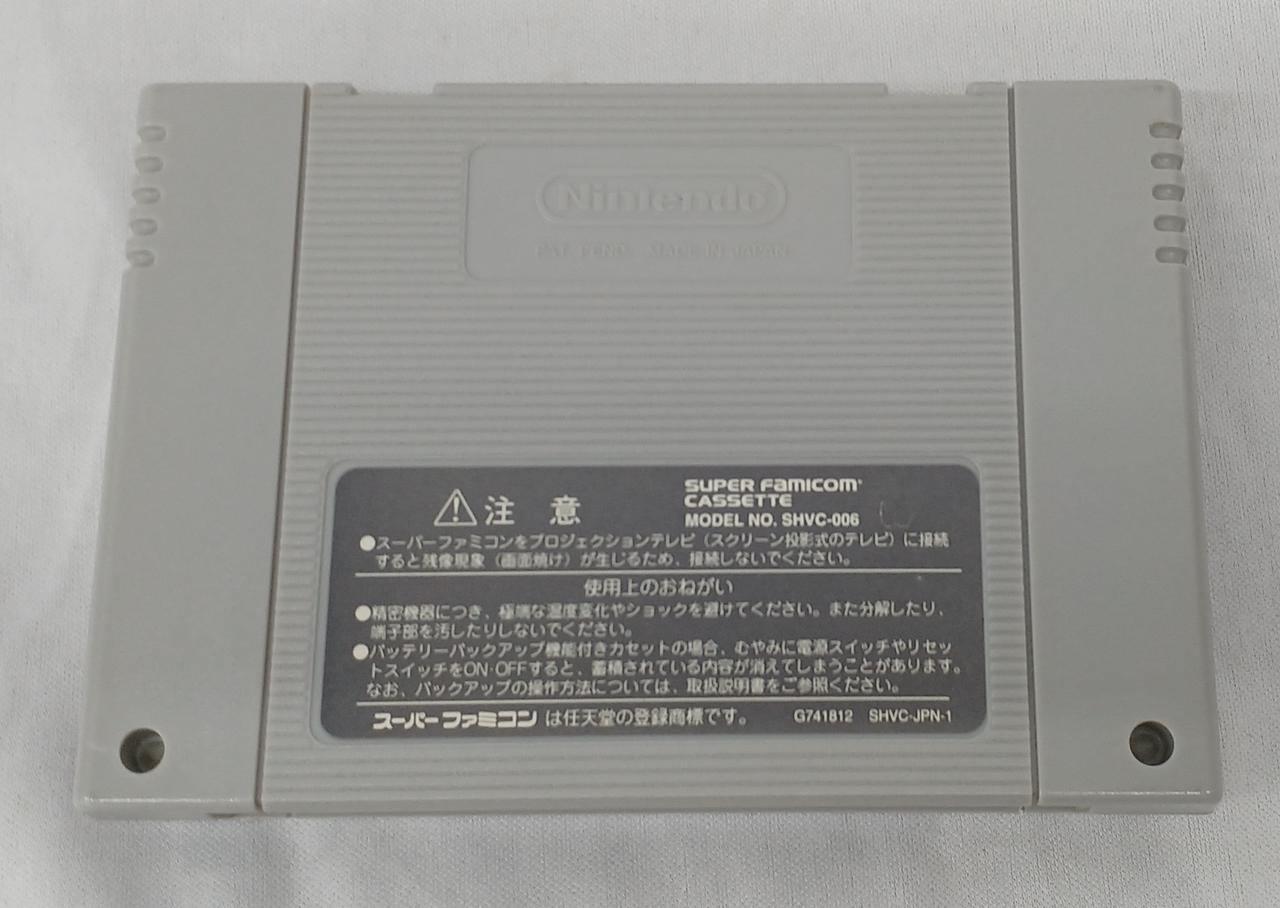 Nintendo
PAT. PEND. MADE IN JAPAN
注 意
SUPER FAMICOM
CASSETTE
MODEL NO. SHVC-006
●スーパーファミコンをプロジェクションテレビ（スクリーン投影式のテレビ）に接続
すると残像現象（画面焼け）が生じるため、接続しないでください。
使用上のおねがい
●精密機器につき、極端な温度変化やショックを避けてください。また分解したり、
端子部を汚したりしないでください。
●バッテリーバックアップ機能付きカセットの場合、むやみに電源スイッチやリセッ
トスイッチをON·OFFすると、蓄積されている内容が消えてしまうことがあります。
なお、バックアップの操作方法については、取扱説明書をご参照ください。
スーパーファミコン は任天堂の登録商標です。 G741812 SHVC-JPN-1